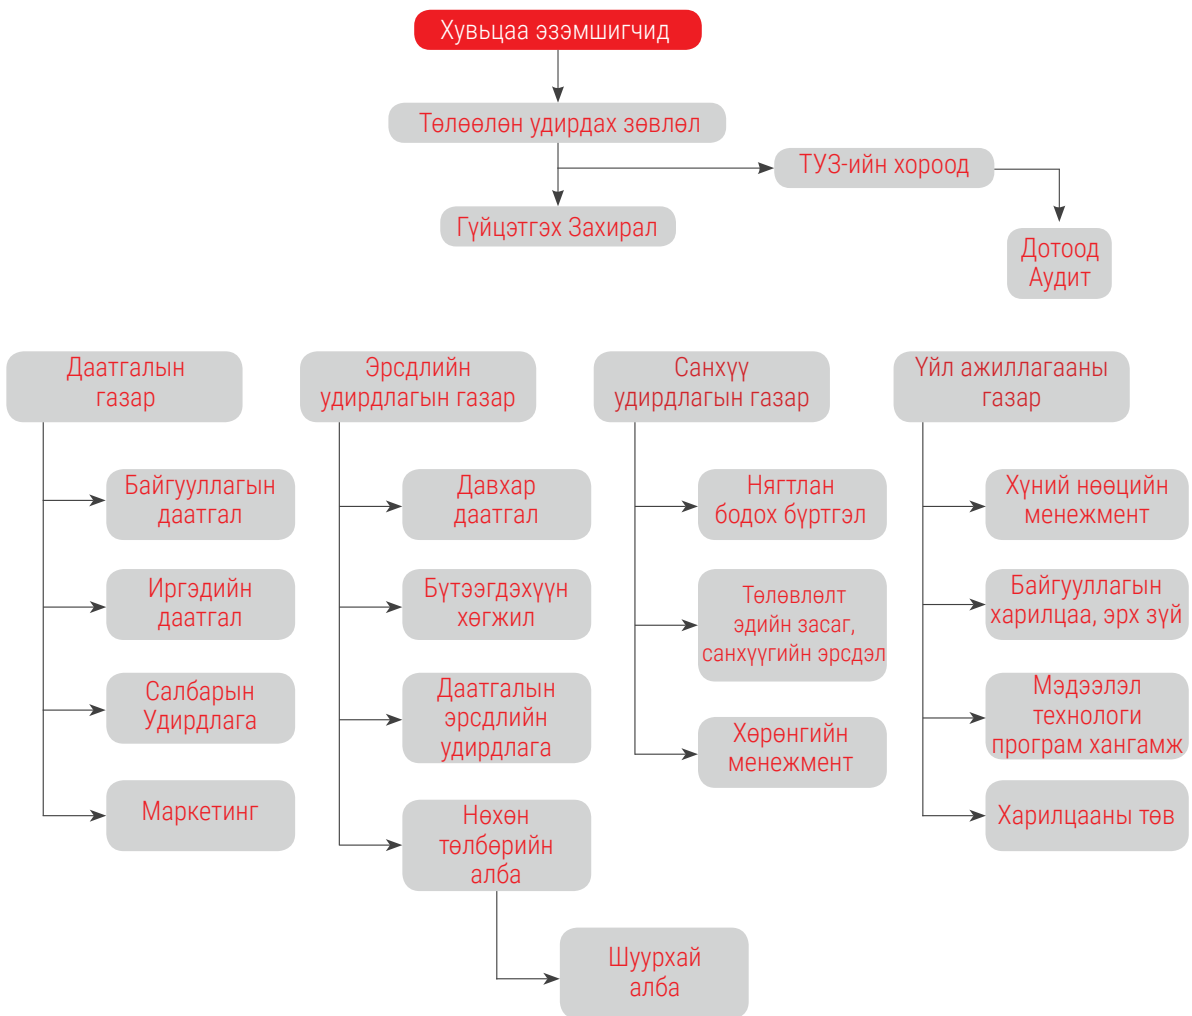 Хувьцаа эзэмшигчид
Төлөөлөн удирдах зөвлөл
ТУЗ-ийн хороод
Гүйцэтгэх Захирал
Дотоод
Аудит
Даатгалын
газар
Байгууллагын
даатгал
Иргэдийн
даатгал
Салбарын
Удирдлага
Маркетинг
Эрсдлийн
удирдлагын газар
Давхар
даатгал
Бүтээгдэхүүн
хөгжил
Даатгалын
эрсдлийн
удирдлага
Нөхөн
төлбөрийн
алба
Шуурхай
алба
Санхүү
удирдлагын газар
Нягтлан
бодох бүртгэл
Төлөвлөлт
эдийн засаг,
санхүүгийн эрсдэл
Хөрөнгийн
менежмент
Үйл ажиллагааны
газар
Хүний нөөцийн
менежмент
Байгууллагын
харилцаа, эрх зүй
Мэдээлэл
технологи
програм хангамж
Харилцааны төв